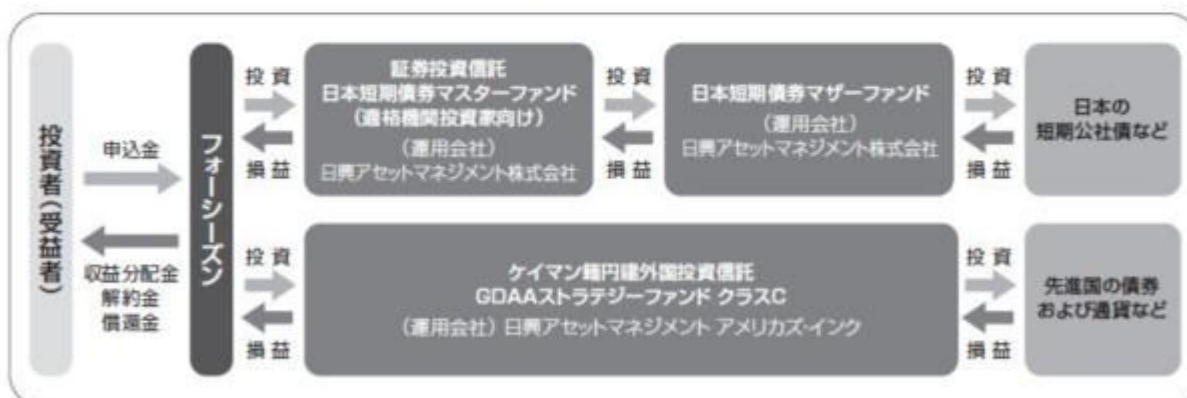 投資者(受益者)
申込金
収益分配金
解約金
償還金
フォーシーズン
投 資
損 益
証券投資信託
日本短期債券マスターファンド
(適格機関投資家向け)
(運用会社)
日興アセットマネジメント株式会社
投 資
損 益
日本短期債券マザーファンド
(運用会社)
日興アセットマネジメント株式会社
投 資
損 益
日本の
短期公社債など
投 資
損 益
ケイマン籍円建外国投資信託
GDAAストラテジーファンド クラスC
(運用会社) 日興アセットマネジメント アメリカズ・インク
投 資
損 益
先進国の債券
および通貨など